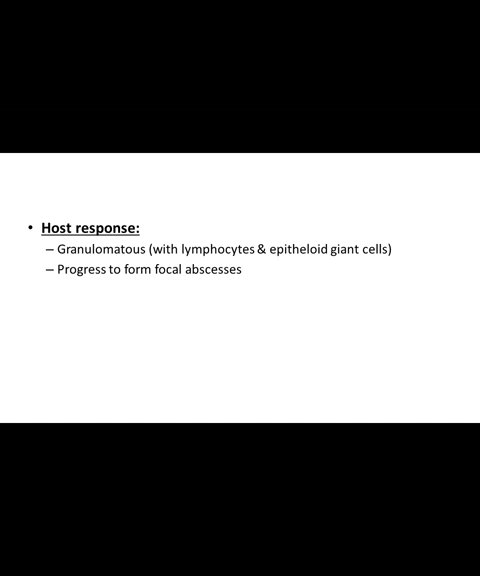 • Host response:
– Granulomatous (with lymphocytes & epitheloid giant cells)
– Progress to form focal abscesses